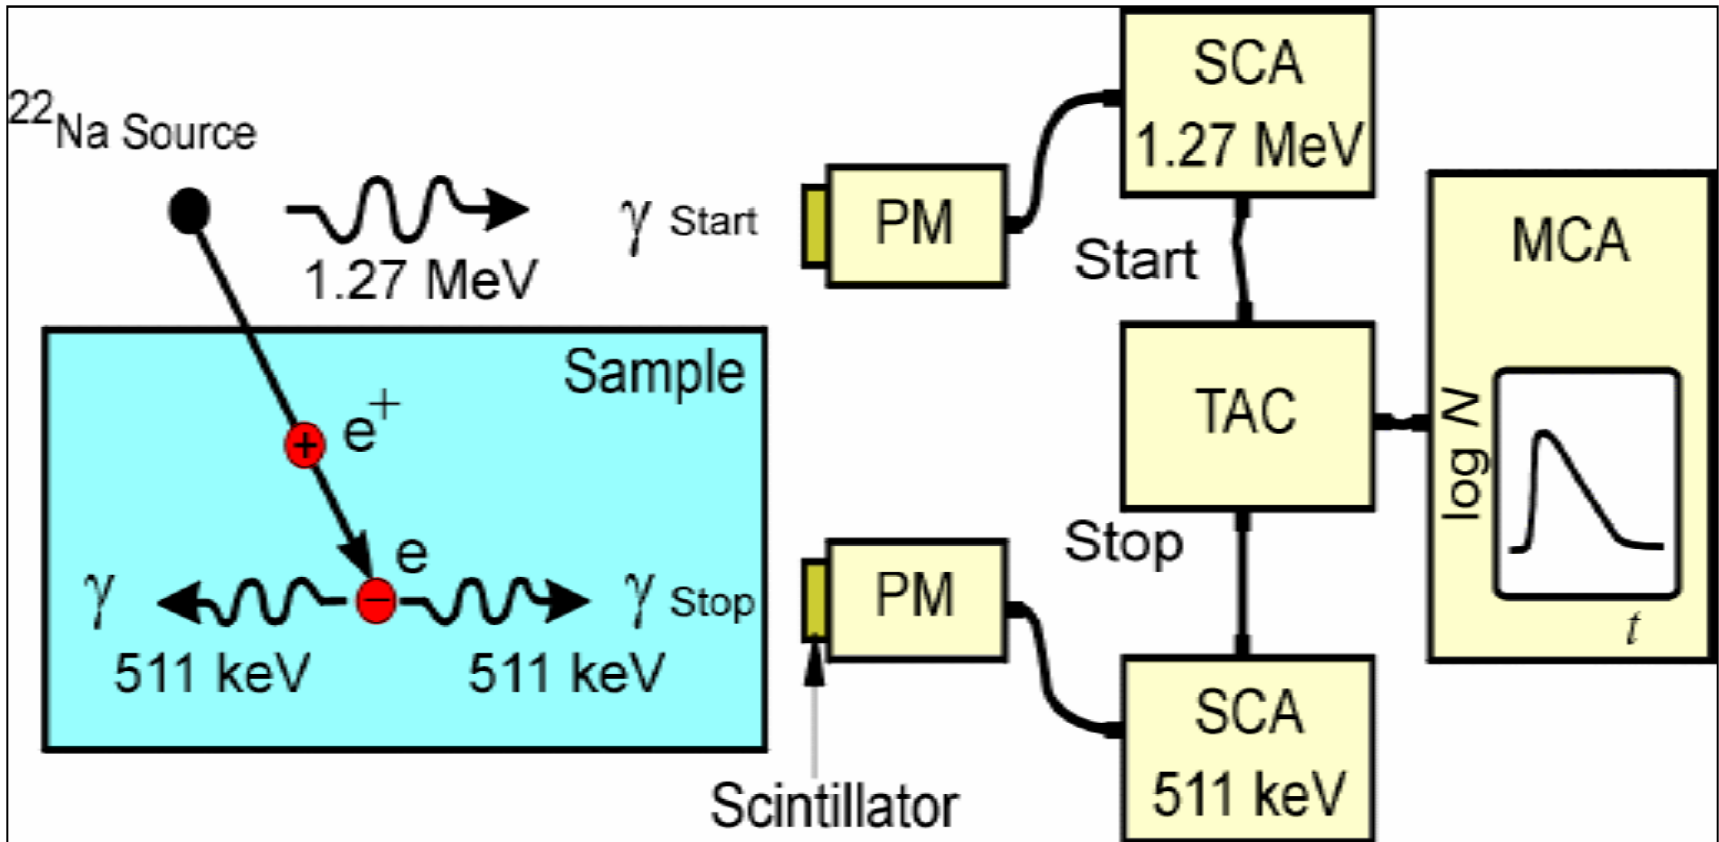 22Na Source
1.27 MeV
γ Start
Sample
e+
e
γ
γ Stop
511 keV
511 keV
Scintillator
PM
PM
SCA
1.27 MeV
Start
TAC
Stop
SCA
511 keV
MCA
log N
t
+
−